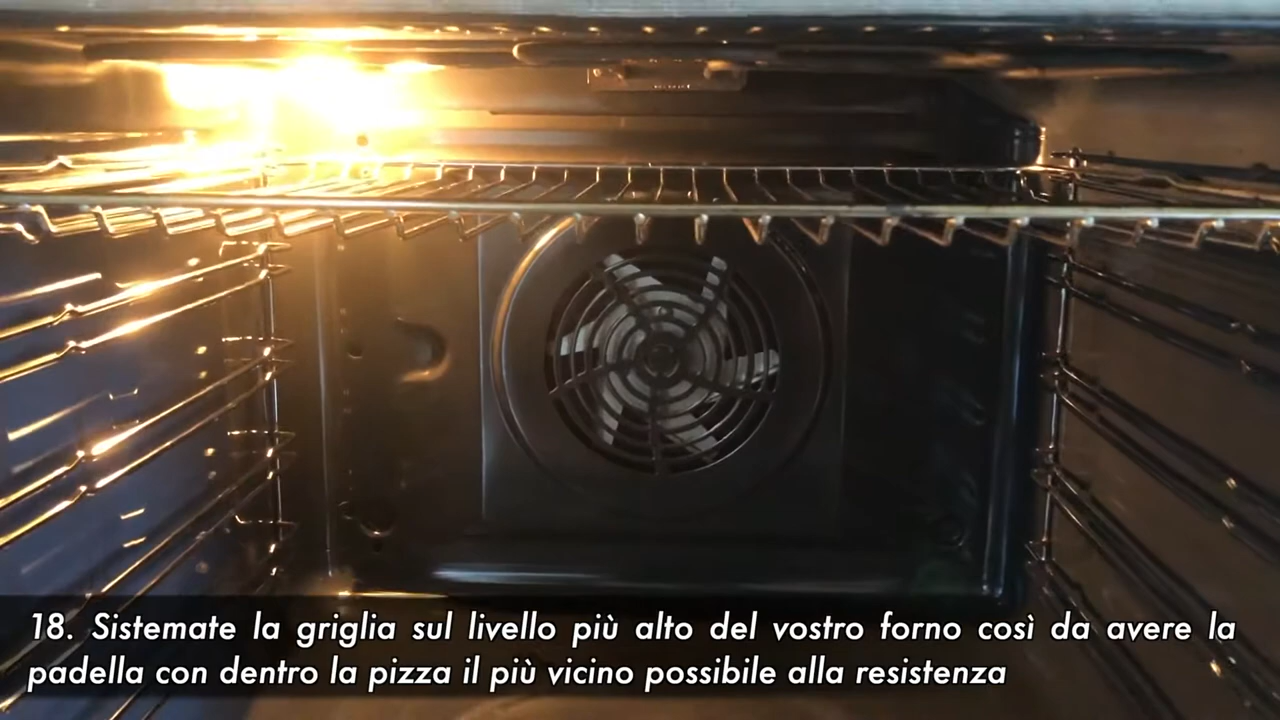 18. Sistemate la griglia sul livello più alto del vostro forno così da avere la
padella con dentro la pizza il più vicino possibile alla resistenza